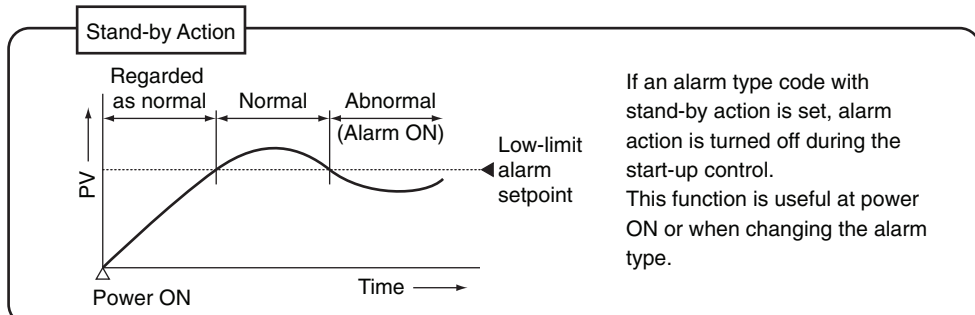 Stand-by Action
Regarded
as normal
Normal
Abnormal
(Alarm ON)
PV
Low-limit
alarm
setpoint
Power ON
Time
If an alarm type code with
stand-by action is set, alarm
action is turned off during the
start-up control.
This function is useful at power
ON or when changing the alarm
type.